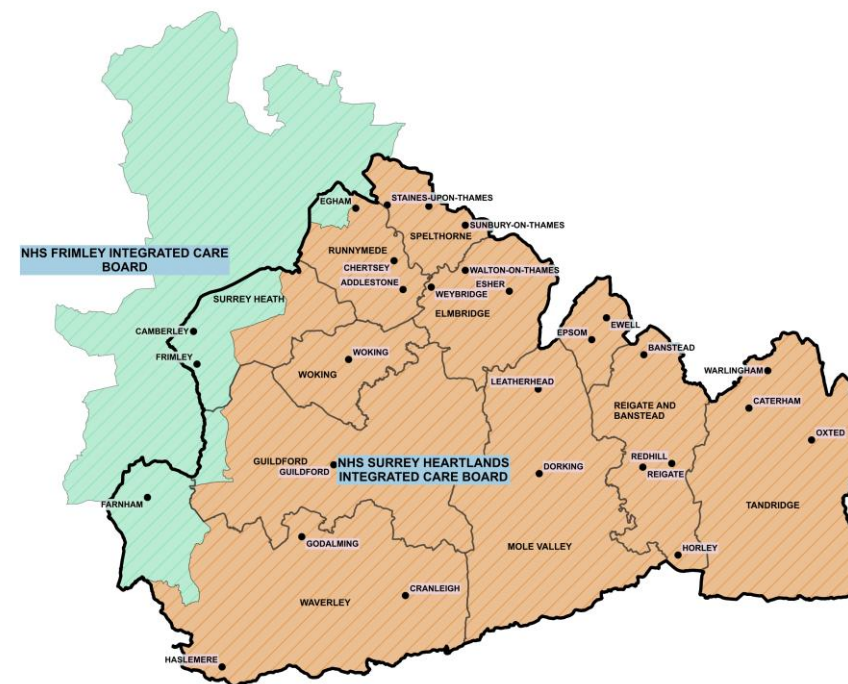 EGHAM
STAINES-UPON-THAMES
SUNBURY-ON-THAMES
SPELTHORNE
NHS FRIMLEY INTEGRATED CARE
BOARD
RUNNYMEDE
CHERTSEY
ADDLESTONE
WALTON-ON-THAMES
WEYBRIDGE
ESHER
ELMBRIDGE
SURREY HEATH
CAMBERLEY
FRIMLEY
EPSOM
EWELL
BANSTEAD
WOKING
WOKING
LEATHERHEAD
WARLINGHAM
REIGATE AND
BANSTEAD
CATERHAM
OXTED
GUILDFORD
GUILDFORD
NHS SURREY HEARTLANDS
INTEGRATED CARE BOARD
DORKING
REDHILL
REIGATE
FARNHAM
TANDRIDGE
GODALMING
MOLE VALLEY
HORLEY
CRANLEIGH
WAVERLEY
HASLEMERE